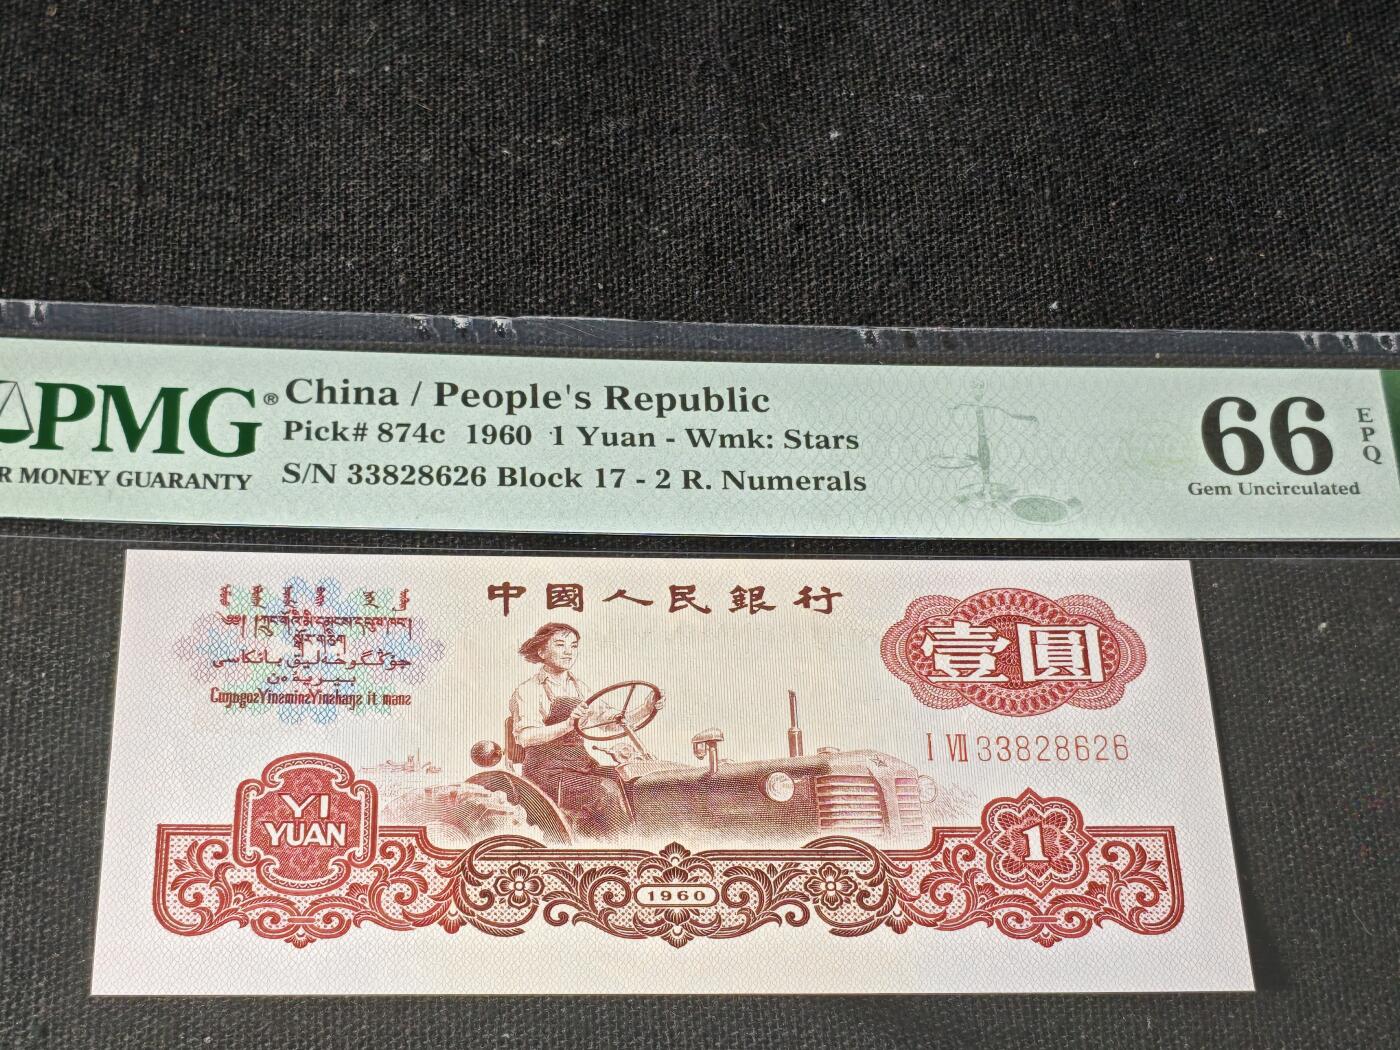 PMG®
R MONEY GUARANTY
China / People's Republic
Pick# 874c 1960 1 Yuan - Wmk: Stars
S/N 33828626 Block 17 - 2 R. Numerals
66
EPQ
Gem Uncirculated
中國人民銀行
壹圓
I VII 33828626
YI
YUAN
1960
1